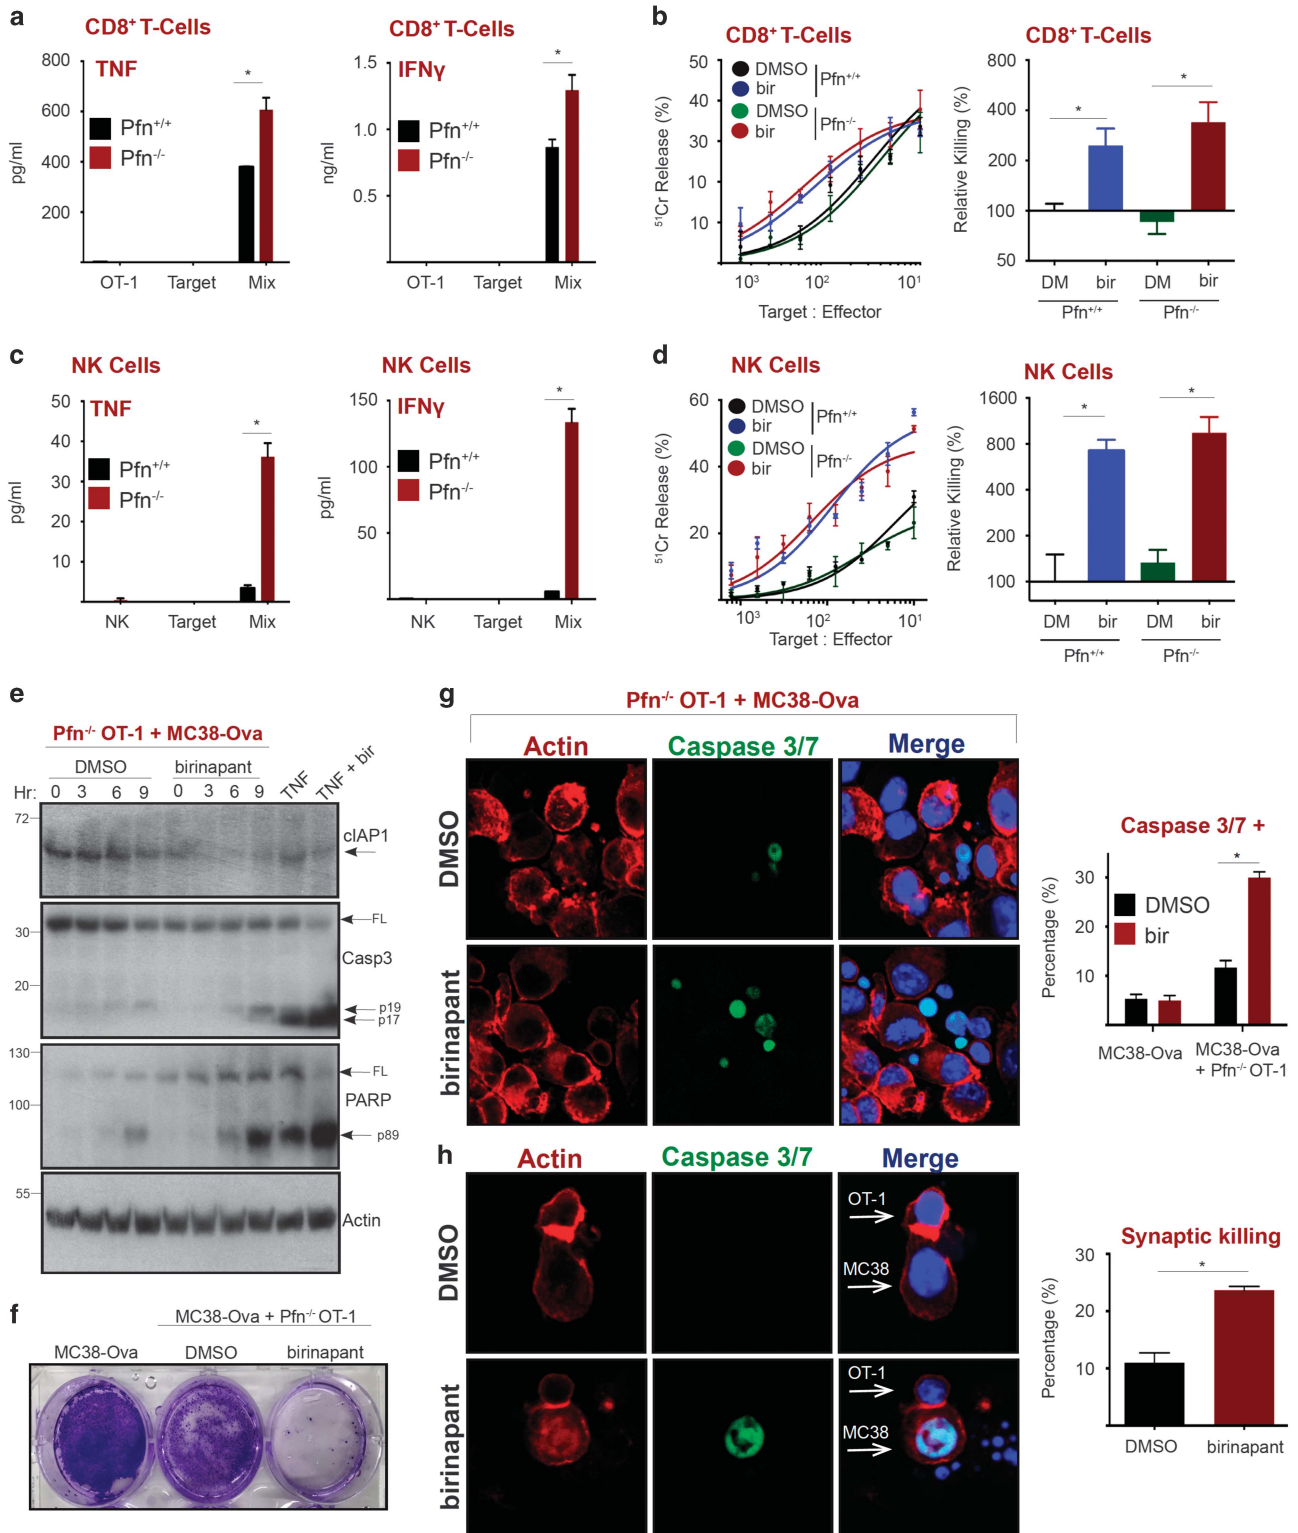 a
CD8+ T-Cells
TNF
Pfn+/+
Pfn-/-
pg/ml
800
600
400
200
OT-1 Target Mix
*
CD8+ T-Cells
IFNγ
Pfn+/+
Pfn-/-
ng/ml
1.5
1.0
0.5
OT-1 Target Mix
*
b
CD8+ T-Cells
DMSO
bir
Pfn+/+
DMSO
bir
Pfn-/-
51Cr Release (%)
50
40
30
10
10
103 102 101
Target : Effector
CD8+ T-Cells
Relative Killing (%)
800
400
200
100
50
* *
DM bir DM bir
Pfn+/+ Pfn-/-
c
NK Cells
TNF
Pfn+/+
Pfn-/-
pg/ml
50
40
30
20
10
NK Target Mix
*
NK Cells
IFNγ
Pfn+/+
Pfn-/-
pg/ml
150
100
50
NK Target Mix
*
d
NK Cells
DMSO
bir
Pfn+/+
DMSO
bir
Pfn-/-
51Cr Release (%)
60
40
20
103 102 101
Target : Effector
NK Cells
Relative Killing (%)
1600
800
400
200
100
* *
DM bir DM bir
Pfn+/+ Pfn-/-
e
Pfn-/- OT-1 + MC38-Ova
DMSO birinapant
Hr: 0 3 6 9 0 3 6 9 TNF TNF + bir
72
cIAP1
FL
30
Casp3
20
p19
p17
130
FL
PARP
100
p89
55
Actin
f
MC38-Ova + Pfn-/- OT-1
MC38-Ova DMSO birinapant
g
Pfn-/- OT-1 + MC38-Ova
Actin Caspase 3/7 Merge
DMSO
birinapant
Caspase 3/7 +
Percentage (%)
30
20
10
DMSO
bir
*
MC38-Ova MC38-Ova
+ Pfn-/- OT-1
h
Actin Caspase 3/7 Merge
DMSO
OT-1
MC38
birinapant
OT-1
MC38
Synaptic killing
Percentage (%)
30
20
10
*
DMSO birinapant